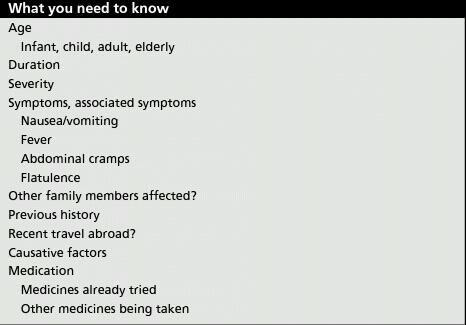 What you need to know
Age
Infant, child, adult, elderly
Duration
Severity
Symptoms, associated symptoms
Nausea/vomiting
Fever
Abdominal cramps
Flatulence
Other family members affected?
Previous history
Recent travel abroad?
Causative factors
Medication
Medicines already tried
Other medicines being taken